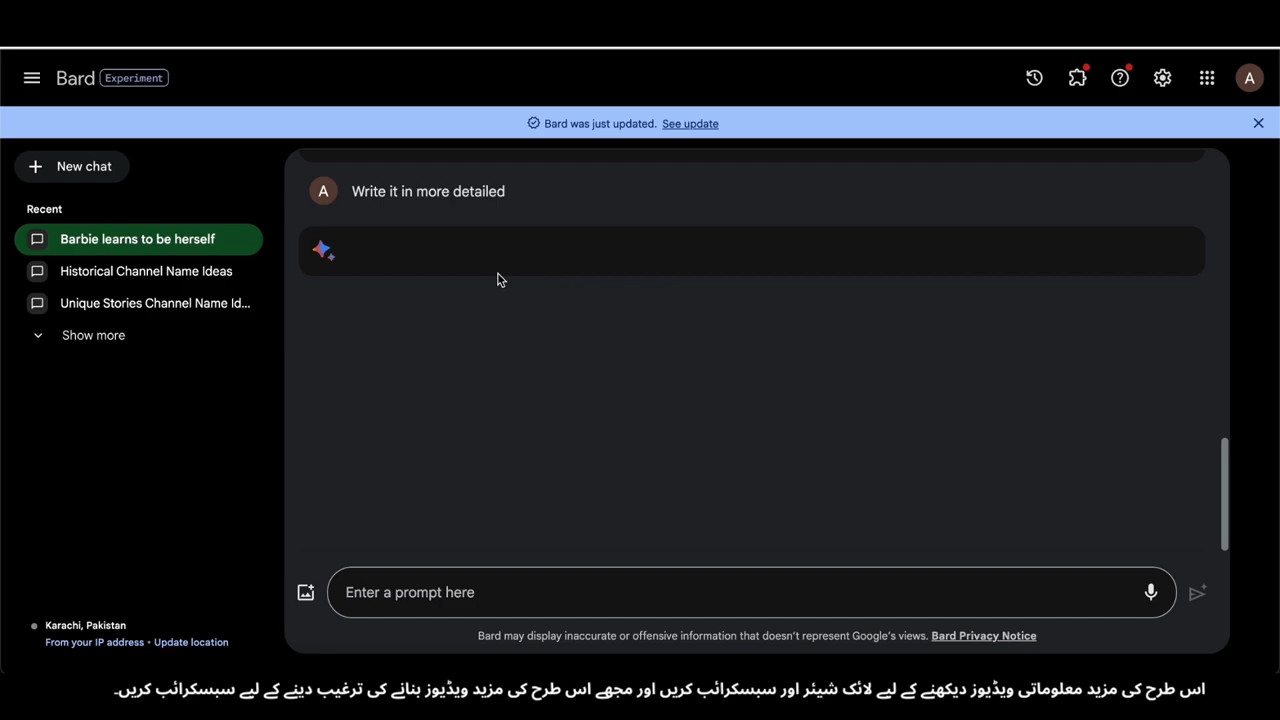 Bard Experiment
A
Bard was just updated. See update
New chat
Recent
Barbie learns to be herself
Historical Channel Name Ideas
Unique Stories Channel Name Id...
Show more
A Write it in more detailed
Enter a prompt here
Bard may display inaccurate or offensive information that doesn't represent Google's views. Bard Privacy Notice
Karachi, Pakistan
From your IP address • Update location
اس طرح کی مزید معلوماتی ویڈیوز دیکھنے کے لیے لائک شیئر اور سبسکرائب کریں اور مجھے اس طرح کی مزید ویڈیوز بنانے کی ترغیب دینے کے لیے سبسکرائب کریں۔